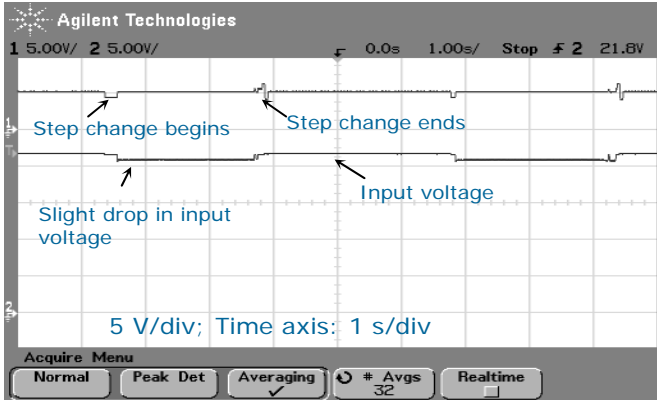 Agilent Technologies
1 5.00V/ 2 5.00V/ 0.0s 1.00s/ Stop 2 21.8V
Step change begins
Step change ends
1
T
Input voltage
Slight drop in input
voltage
2
5 V/div; Time axis: 1 s/div
Acquire Menu
Normal
Peak Det
Averaging
✓
# Avgs
32
Realtime